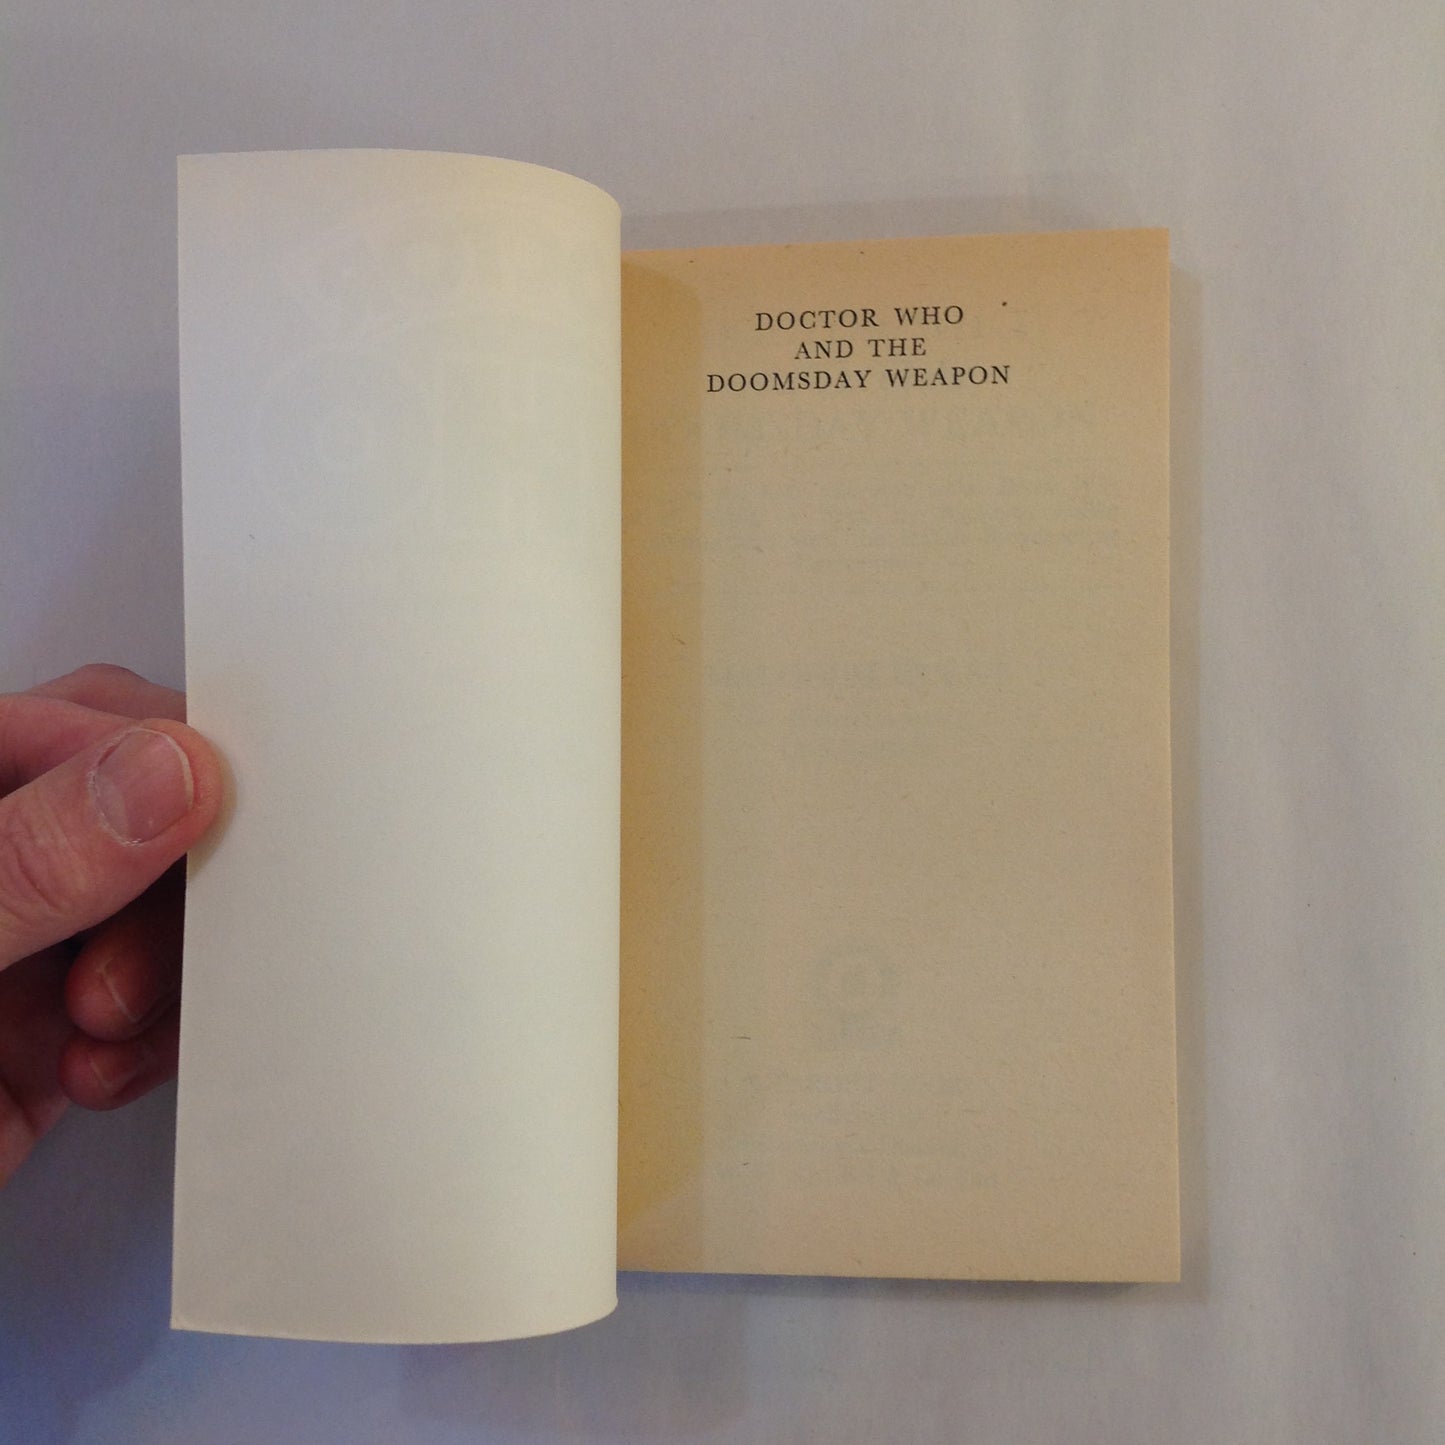 DOCTOR WHO
AND THE
DOOMSDAY WEAPON